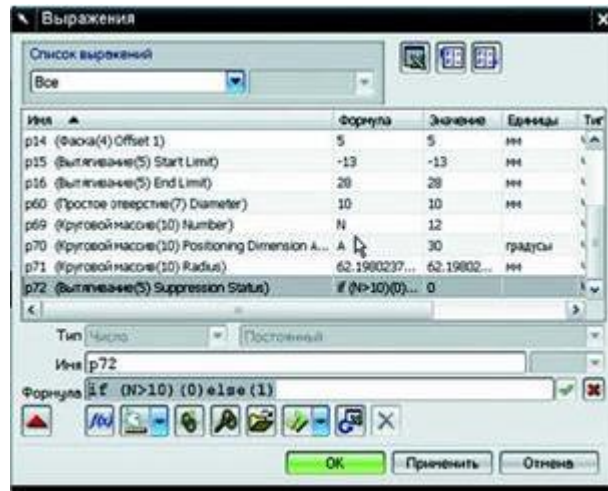 Выражения
Список выражений
Все
Имя Формула Значение Единицы Тип
p14 (Фаска(4) Offset 1) 5 5 мм
p15 (Вытягивание(5) Start Limit) -13 -13 мм
p16 (Вытягивание(5) End Limit) 28 28 мм
p60 (Простое отверстие(7) Diameter) 10 10 мм
p69 (Круговой массив(10) Number) N 12
p70 (Круговой массив(10) Positioning Dimension A... A 30 градусы
p71 (Круговой массив(10) Radius) 62.1980237... 62.19802... мм
p72 (Вытягивание(5) Suppression Status) if (N>10)(0)... 0
Тип Число Постоянный
Имя p72
Формула if (N>10) (0)else(1)
f(x)
OK Применить Отмена